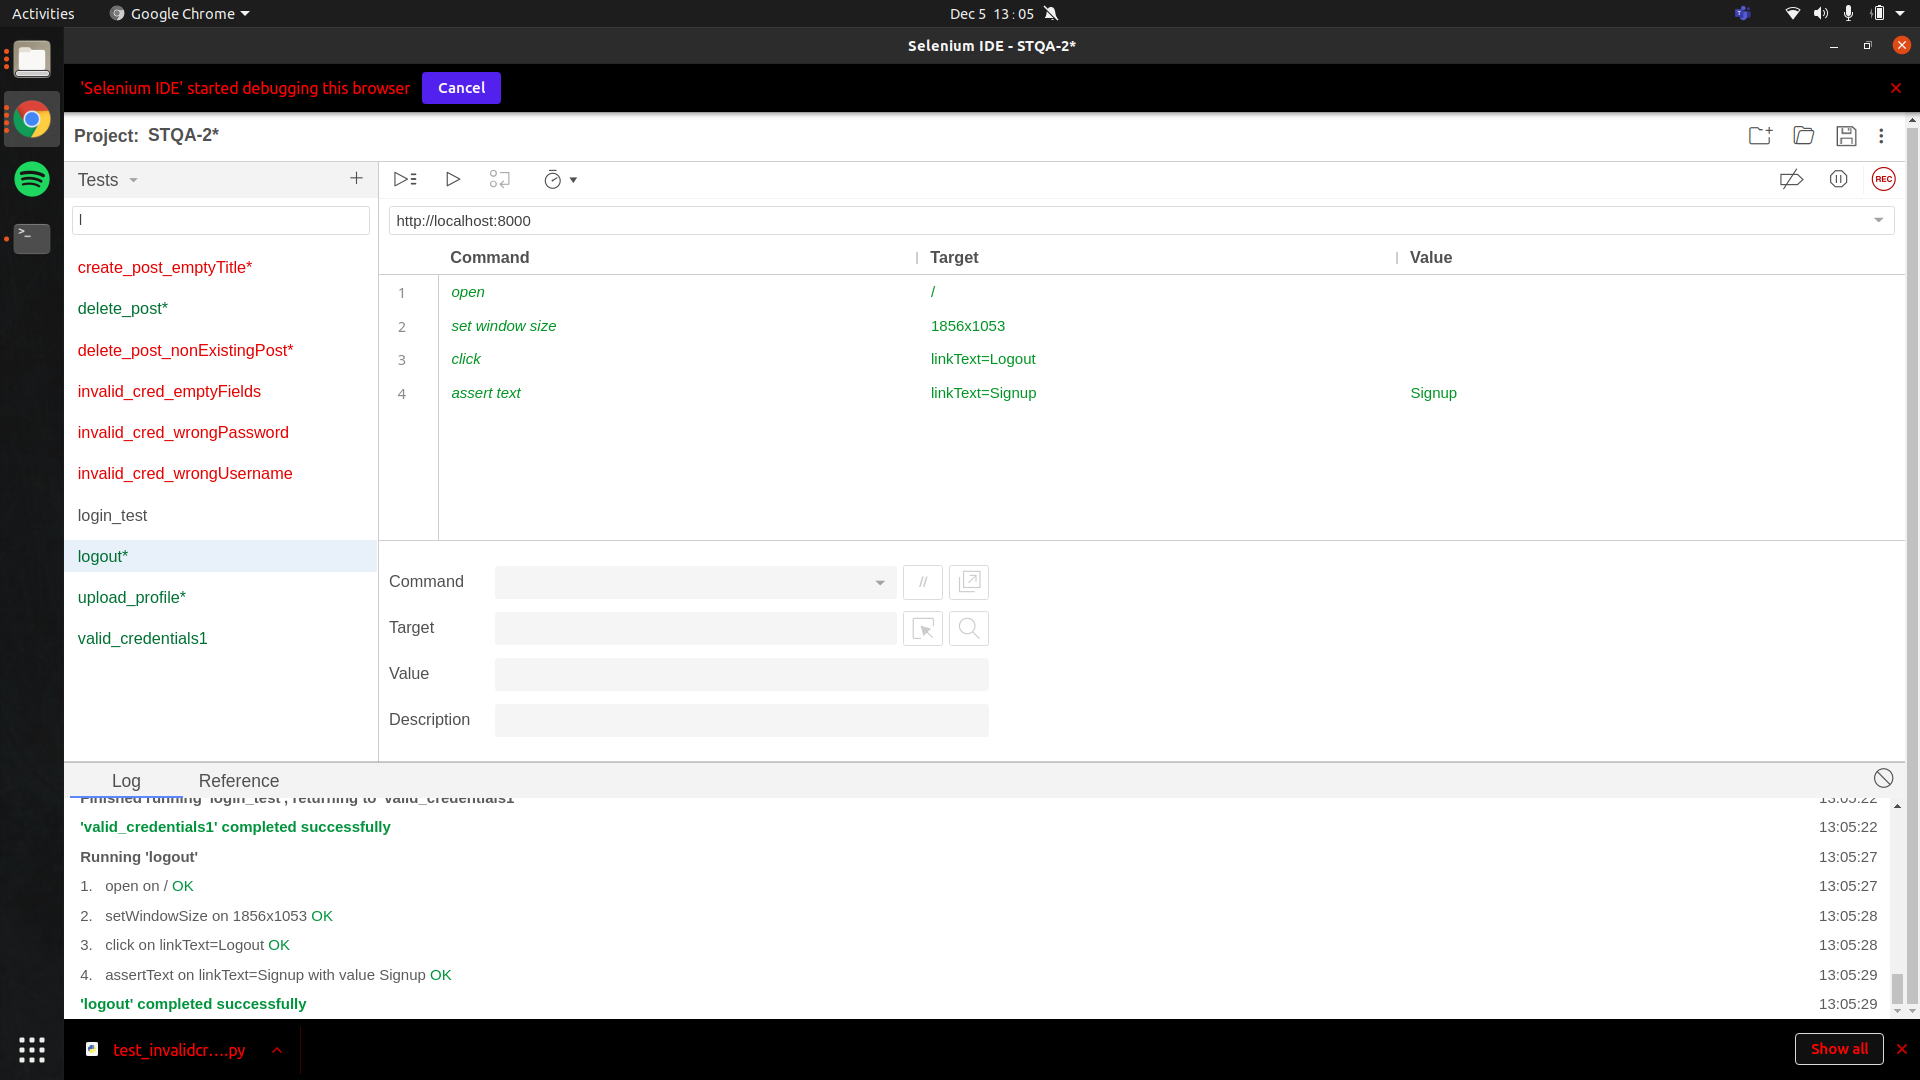 Activities
Google Chrome
Dec 5 13:05
Selenium IDE - STQA-2*
'Selenium IDE' started debugging this browser
Cancel
Project: STQA-2*
Tests
REC
l
http://localhost:8000
Command Target Value
1 open /
2 set window size 1856x1053
3 click linkText=Logout
4 assert text linkText=Signup Signup
create_post_emptyTitle*
delete_post*
delete_post_nonExistingPost*
invalid_cred_emptyFields
invalid_cred_wrongPassword
invalid_cred_wrongUsername
login_test
logout*
upload_profile*
valid_credentials1
Command
//
Target
Value
Description
Log
Reference
Finished running 'login_test', returning to 'valid_credentials1' 13:05:22
'valid_credentials1' completed successfully 13:05:22
Running 'logout' 13:05:27
1. open on / OK 13:05:27
2. setWindowSize on 1856x1053 OK 13:05:28
3. click on linkText=Logout OK 13:05:28
4. assertText on linkText=Signup with value Signup OK 13:05:29
'logout' completed successfully 13:05:29
test_invalidcr....py
Show all